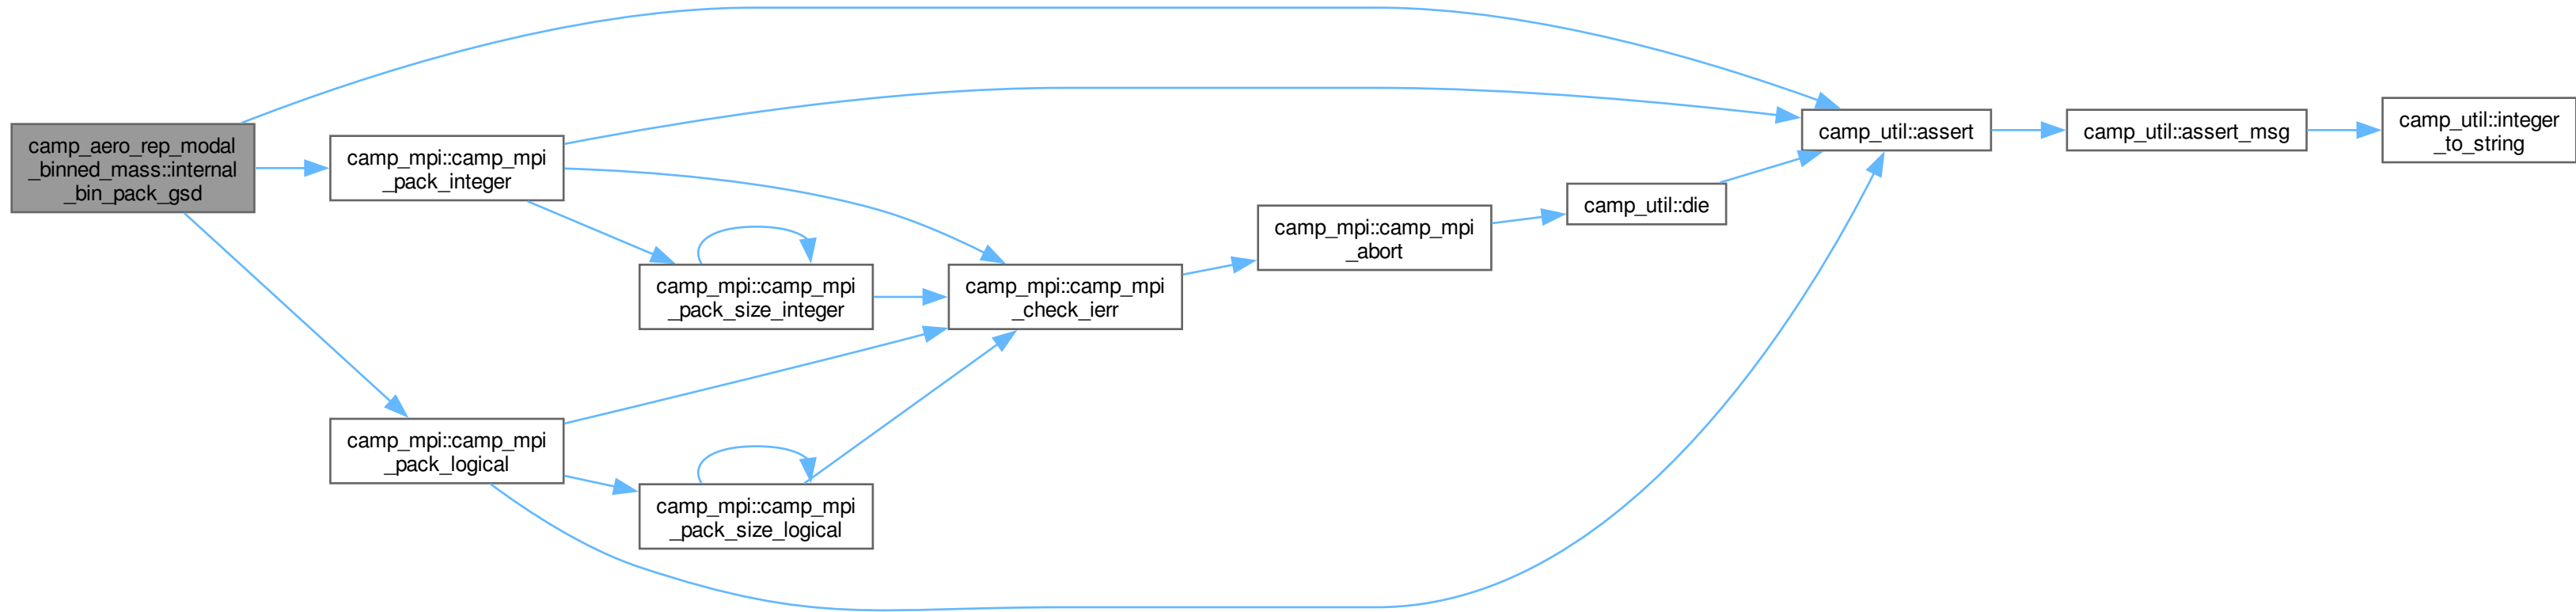 camp_aero_rep_modal
_binned_mass::internal
_bin_pack_gsd
camp_mpi::camp_mpi
_pack_integer
camp_mpi::camp_mpi
_pack_size_integer
camp_mpi::camp_mpi
_check_ierr
camp_mpi::camp_mpi
_abort
camp_util::die
camp_util::assert
camp_util::assert_msg
camp_util::integer
_to_string
camp_mpi::camp_mpi
_pack_logical
camp_mpi::camp_mpi
_pack_size_logical